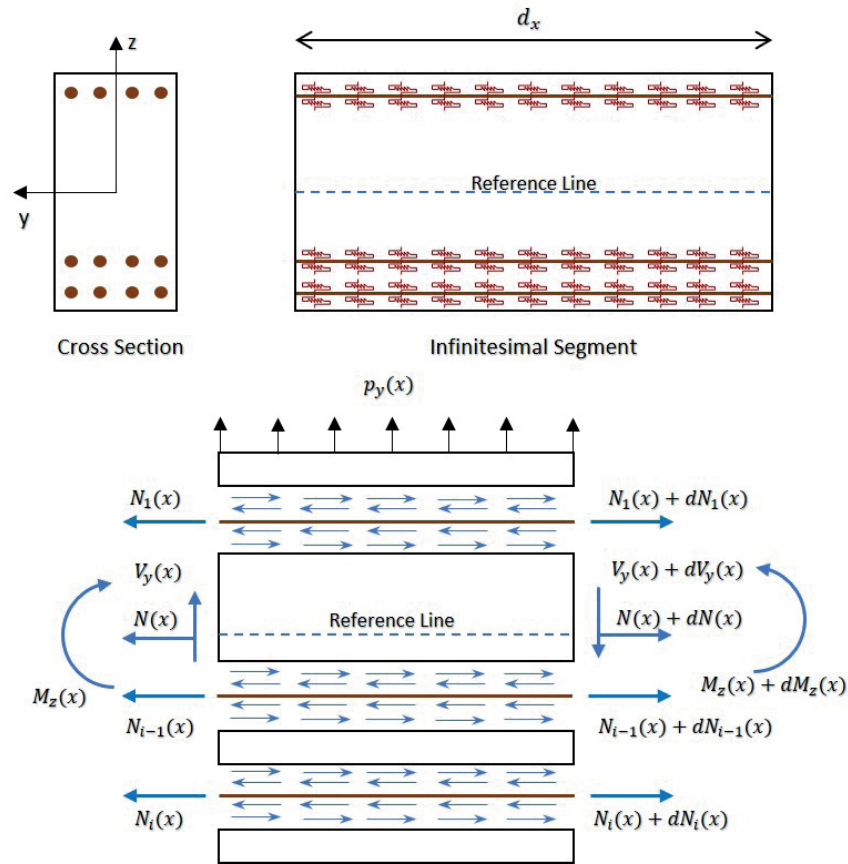 d_x
z
y
Reference Line
Cross Section
Infinitesimal Segment
p_y(x)
N_1(x)
N_1(x) + dN_1(x)
V_y(x)
V_y(x) + dV_y(x)
N(x)
Reference Line
N(x) + dN(x)
M_z(x)
M_z(x) + dM_z(x)
N_{i-1}(x)
N_{i-1}(x) + dN_{i-1}(x)
N_i(x)
N_i(x) + dN_i(x)